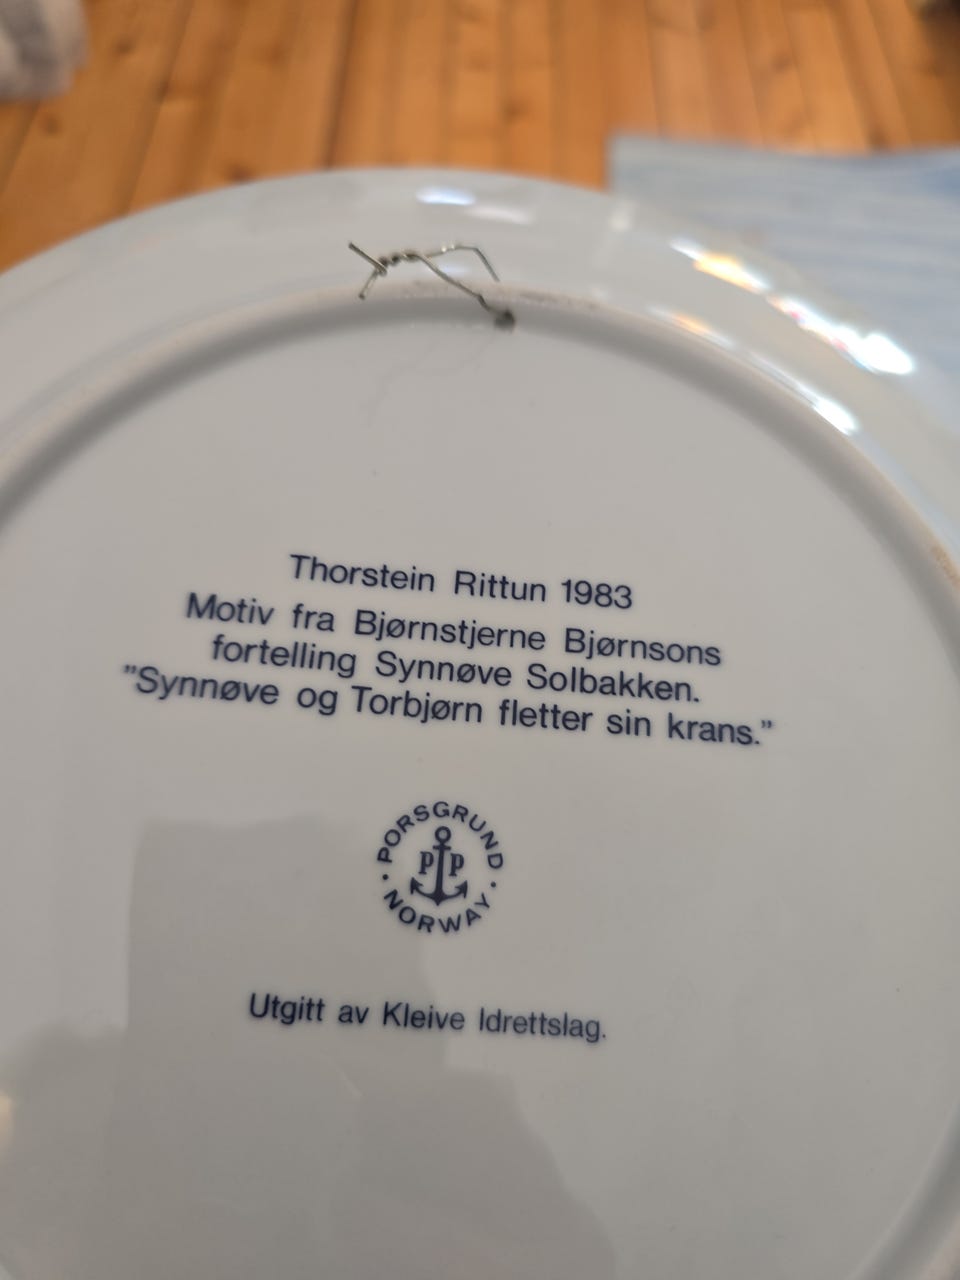 Thorstein Rittun 1983
Motiv fra Bjørnstjerne Bjørnsons
fortelling Synnøve Solbakken.
”Synnøve og Torbjørn fletter sin krans.”
PORSGRUND
PP
NORWAY
Utgitt av Kleive Idrettslag.